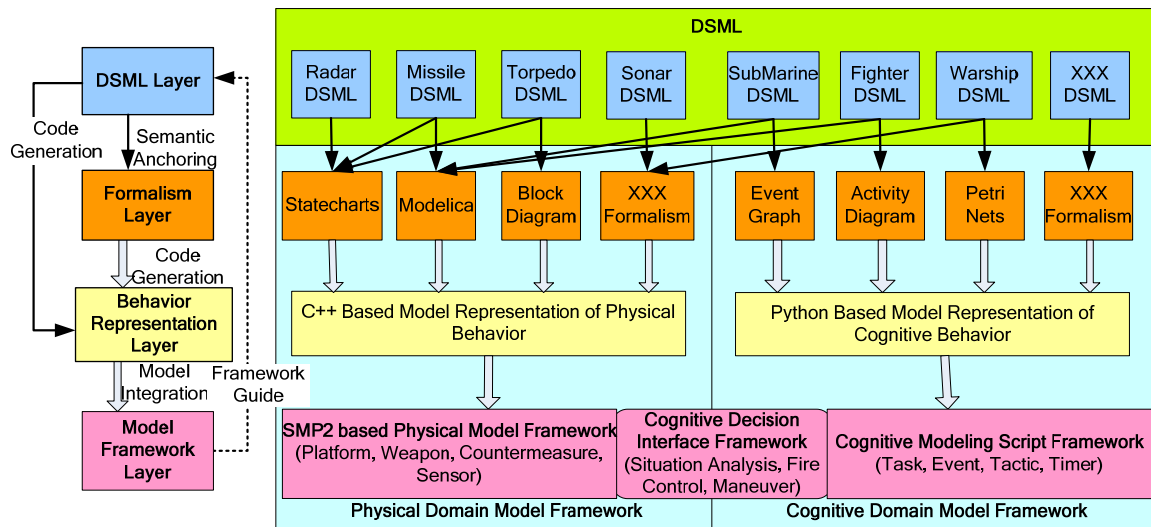 DSML
DSML Layer
Radar
DSML
Missile
DSML
Torpedo
DSML
Sonar
DSML
SubMarine
DSML
Fighter
DSML
Warship
DSML
XXX
DSML
Code
Generation
Semantic
Anchoring
Formalism
Layer
Statecharts
Modelica
Block
Diagram
XXX
Formalism
Event
Graph
Activity
Diagram
Petri
Nets
XXX
Formalism
Code
Generation
Behavior
Representation
Layer
C++ Based Model Representation of Physical
Behavior
Python Based Model Representation of
Cognitive Behavior
Model
Integration
Framework
Guide
Model
Framework
Layer
SMP2 based Physical Model Framework
(Platform, Weapon, Countermeasure,
Sensor)
Cognitive Decision
Interface Framework
(Situation Analysis, Fire
Control, Maneuver)
Cognitive Modeling Script Framework
(Task, Event, Tactic, Timer)
Physical Domain Model Framework
Cognitive Domain Model Framework